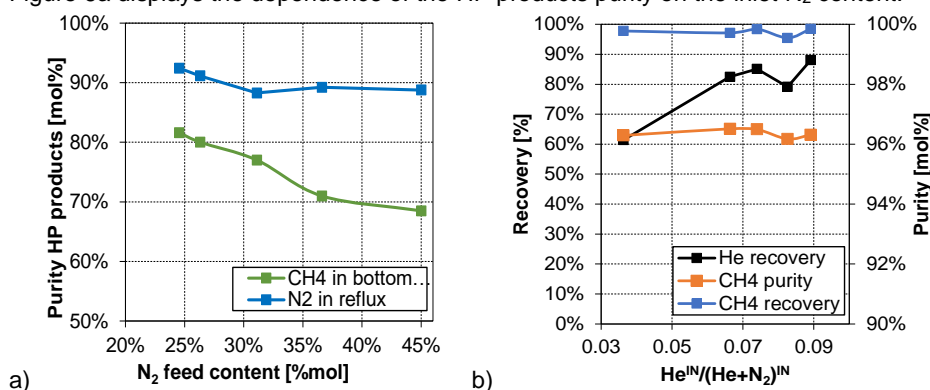 Figure 6a displays the dependence of the HP products purity on the inlet N2 content.
Purity HP products [mol%]
100%
90%
80%
70%
60%
50%
CH4 in bottom…
N2 in reflux
20% 25% 30% 35% 40% 45%
N2 feed content [%mol]
a)
Recovery [%]
100%
90%
80%
70%
60%
50%
40%
30%
20%
10%
0%
He recovery
CH4 purity
CH4 recovery
0.03 0.05 0.07 0.09
He^IN/(He+N2)^IN
100%
98%
96%
94%
92%
90%
Purity [mol%]
b)